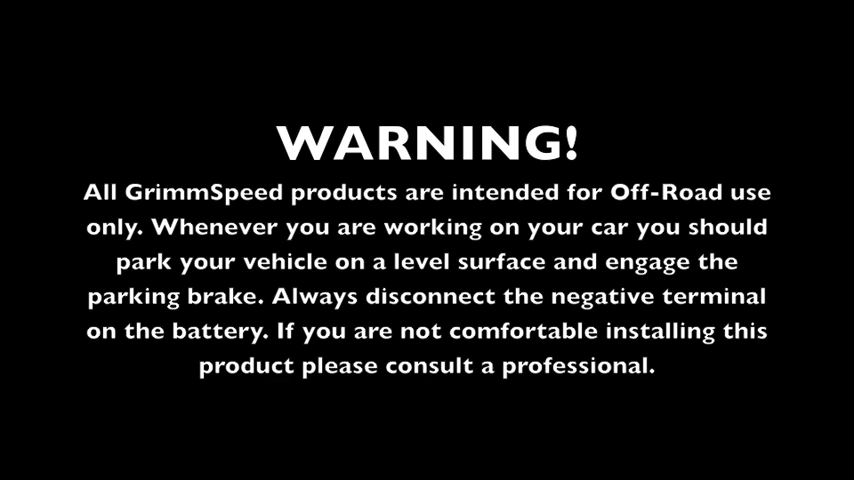 WARNING!
All GrimmSpeed products are intended for Off-Road use
only. Whenever you are working on your car you should
park your vehicle on a level surface and engage the
parking brake. Always disconnect the negative terminal
on the battery. If you are not comfortable installing this
product please consult a professional.